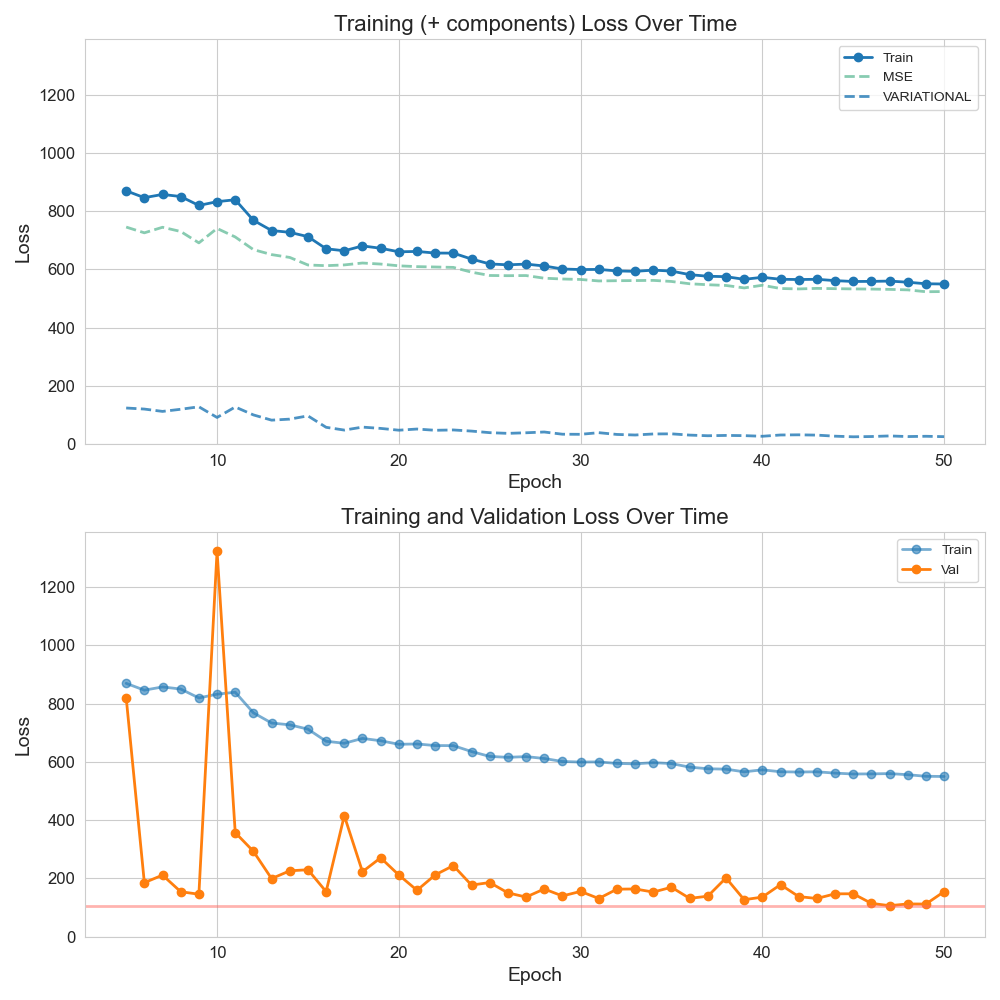 Training (+ components) Loss Over Time
Train
MSE
VARIATIONAL
Loss
1200
1000
800
600
400
200
0
10 20 30 40 50
Epoch
Training and Validation Loss Over Time
Train
Val
Loss
1200
1000
800
600
400
200
0
10 20 30 40 50
Epoch